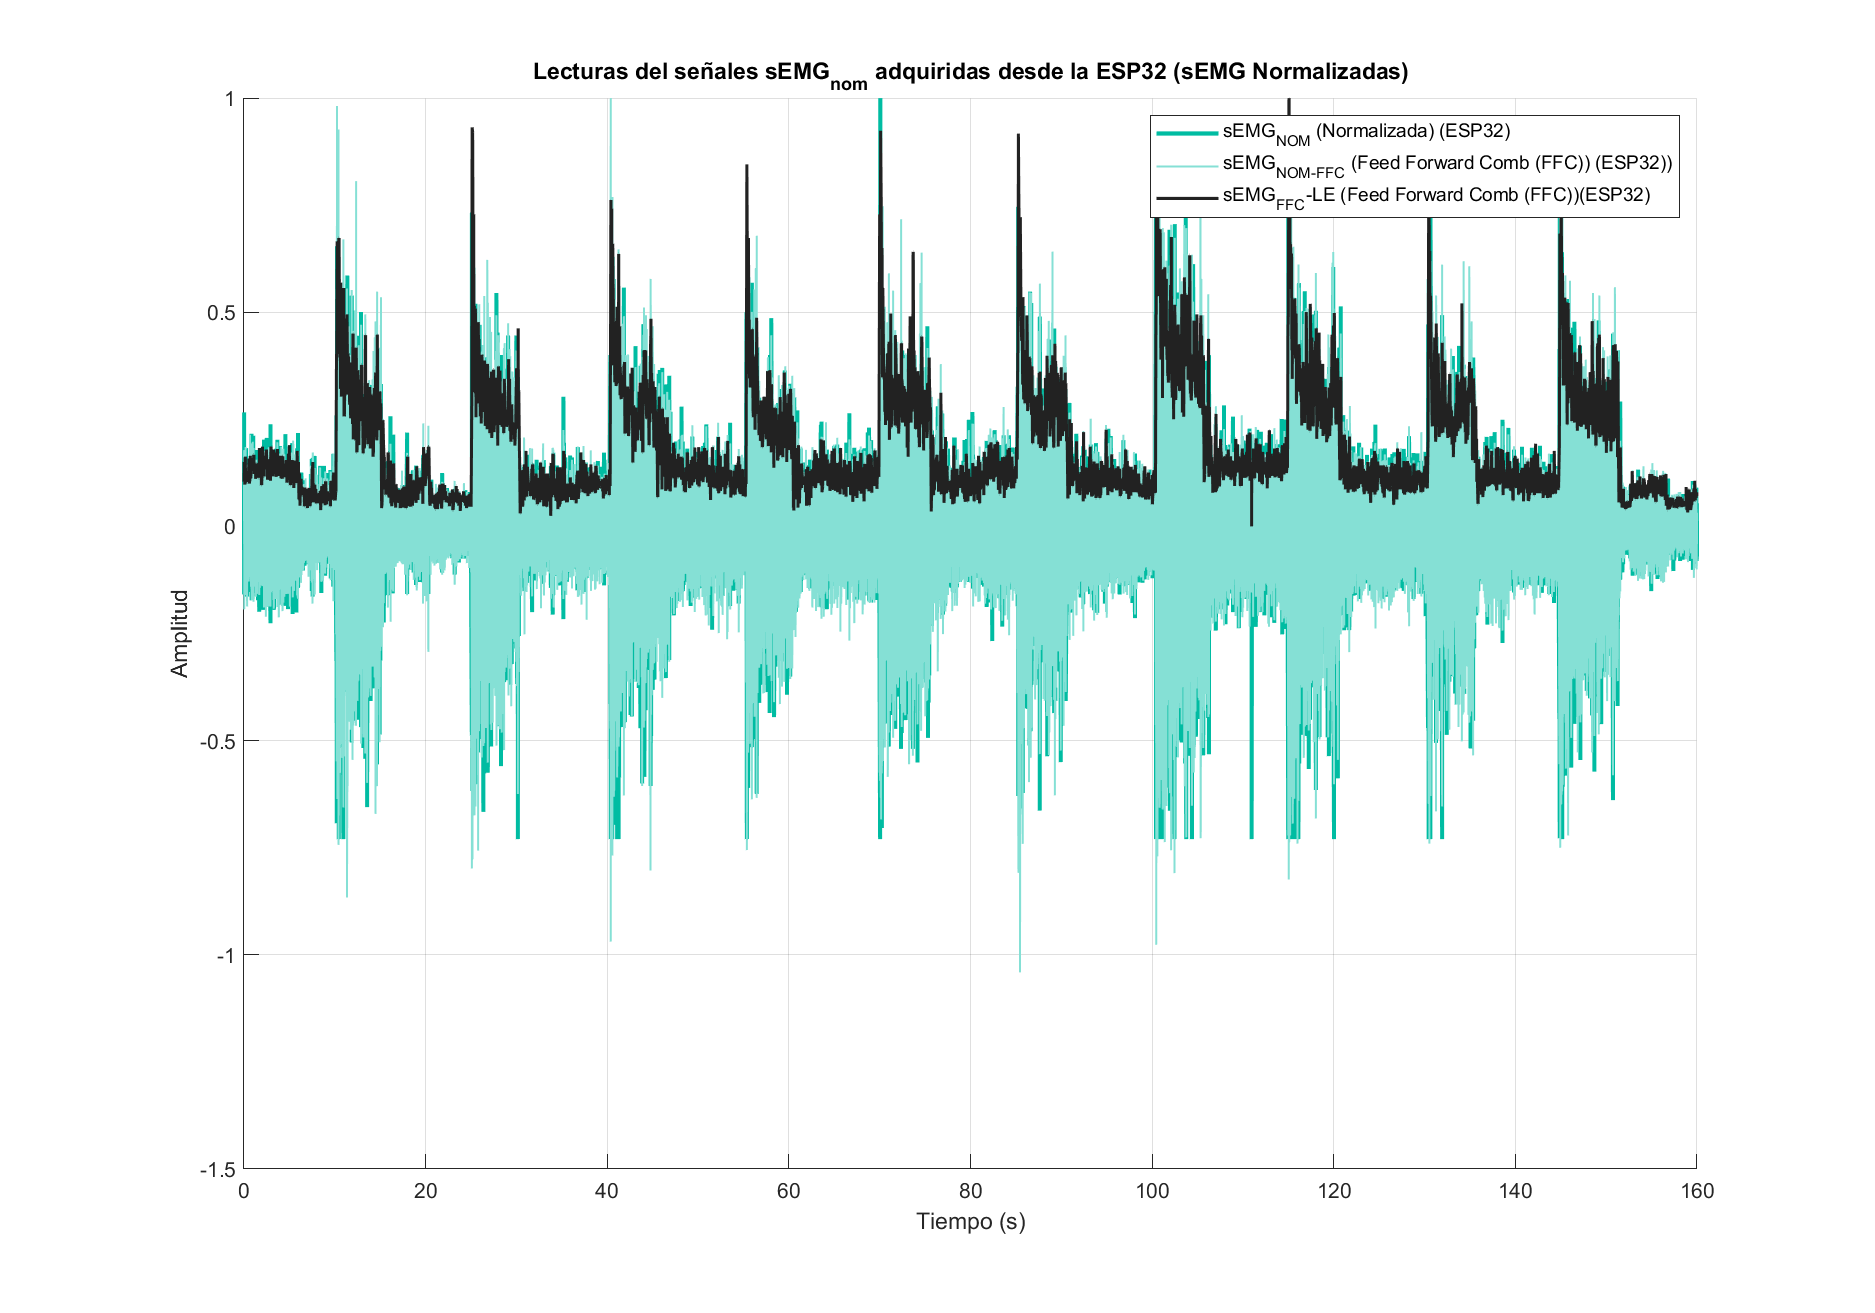 Lecturas del señales sEMGnom adquiridas desde la ESP32 (sEMG Normalizadas)
sEMGNOM (Normalizada) (ESP32)
sEMGNOM-FFC (Feed Forward Comb (FFC)) (ESP32))
sEMGFFC-LE (Feed Forward Comb (FFC))(ESP32)
1
0.5
0
-0.5
-1
-1.5
Amplitud
0 20 40 60 80 100 120 140 160
Tiempo (s)